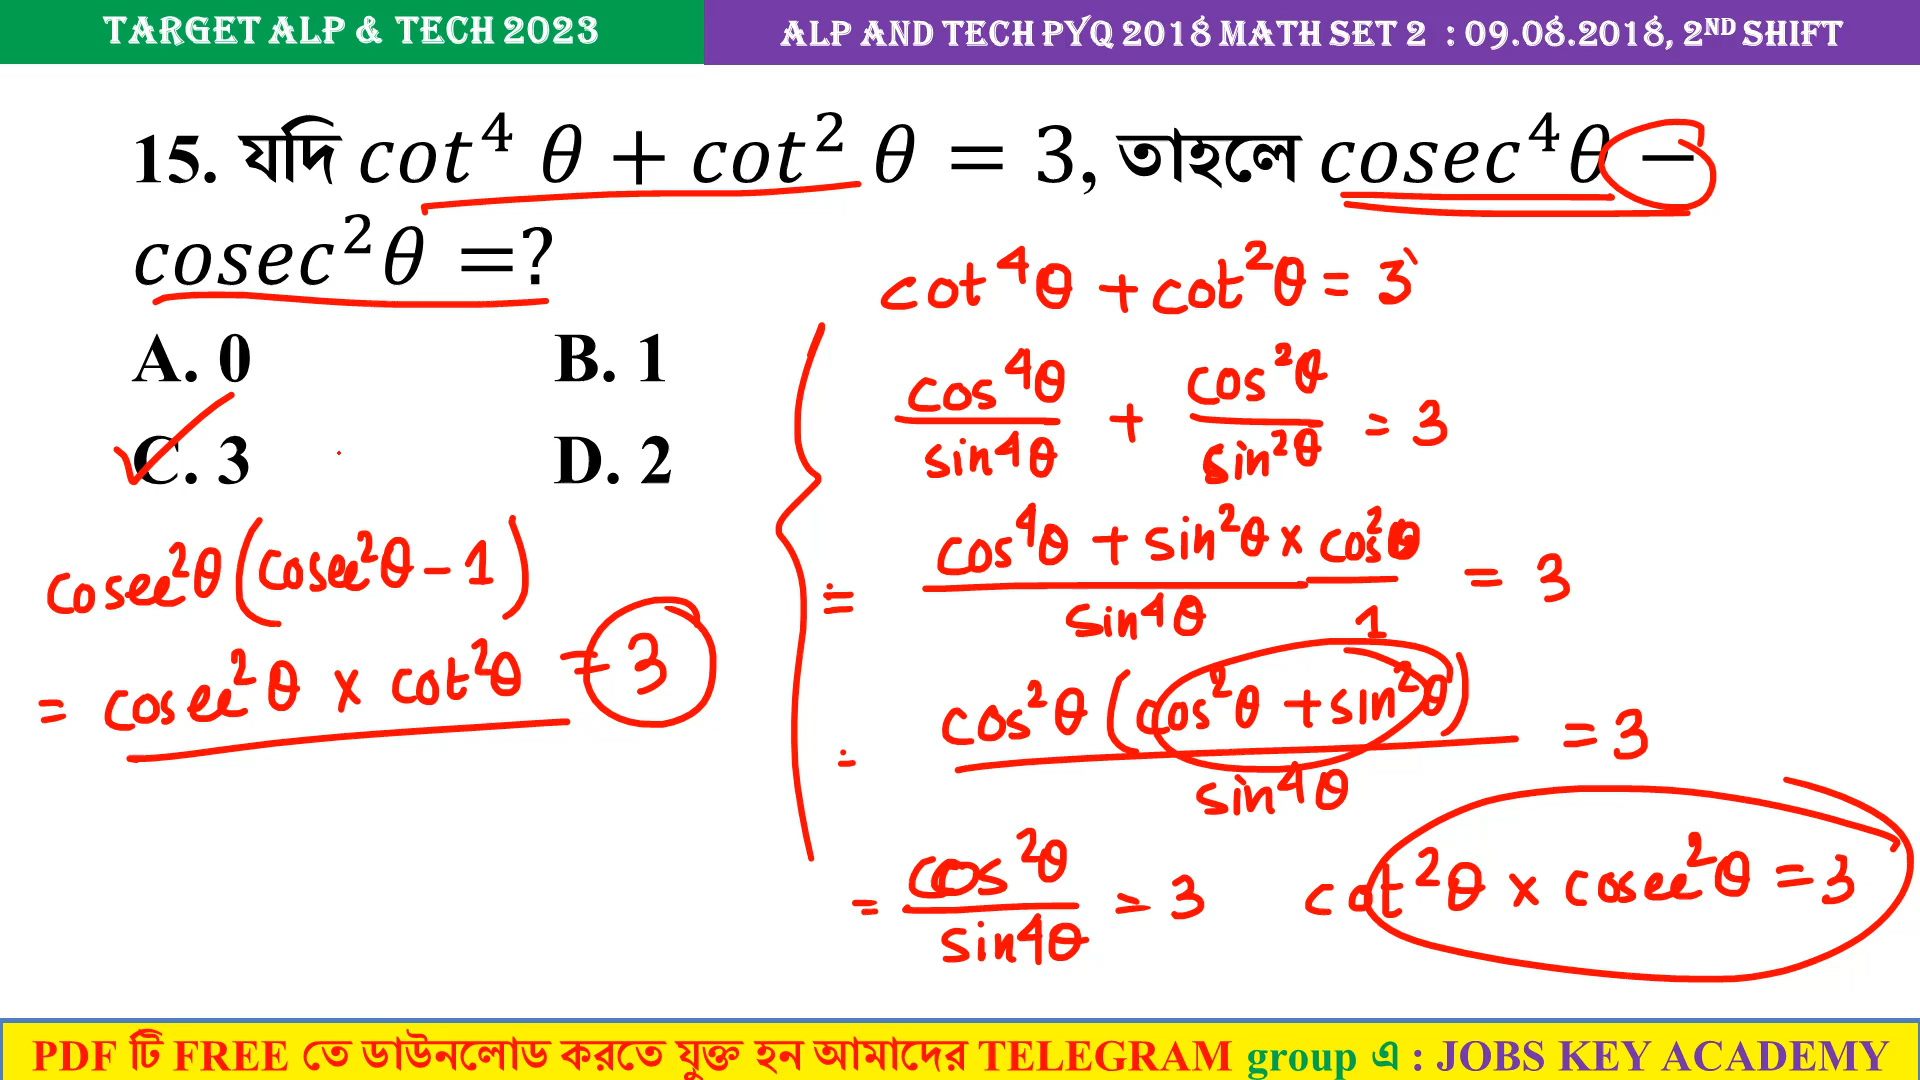 TARGET ALP & TECH 2023
ALP AND TECH PYQ 2018 MATH SET 2 : 09.08.2018, 2ND SHIFT
15. যদি cot⁴ θ + cot² θ = 3, তাহলে cosec⁴θ −
cosec²θ =?
A. 0 B. 1
C. 3 D. 2
cosec²θ (cosec²θ - 1)
= cosec²θ x cot²θ = 3
cot⁴θ + cot²θ = 3
cos⁴θ/sin⁴θ + cos²θ/sin²θ = 3
= (cos⁴θ + sin²θ x cos²θ)/sin⁴θ 1 = 3
= cos²θ (cos²θ + sin²θ)/sin⁴θ = 3
= cos²θ/sin⁴θ = 3 cot²θ x cosec²θ = 3
PDF টি FREE তে ডাউনলোড করতে যুক্ত হন আমাদের TELEGRAM group এ : JOBS KEY ACADEMY